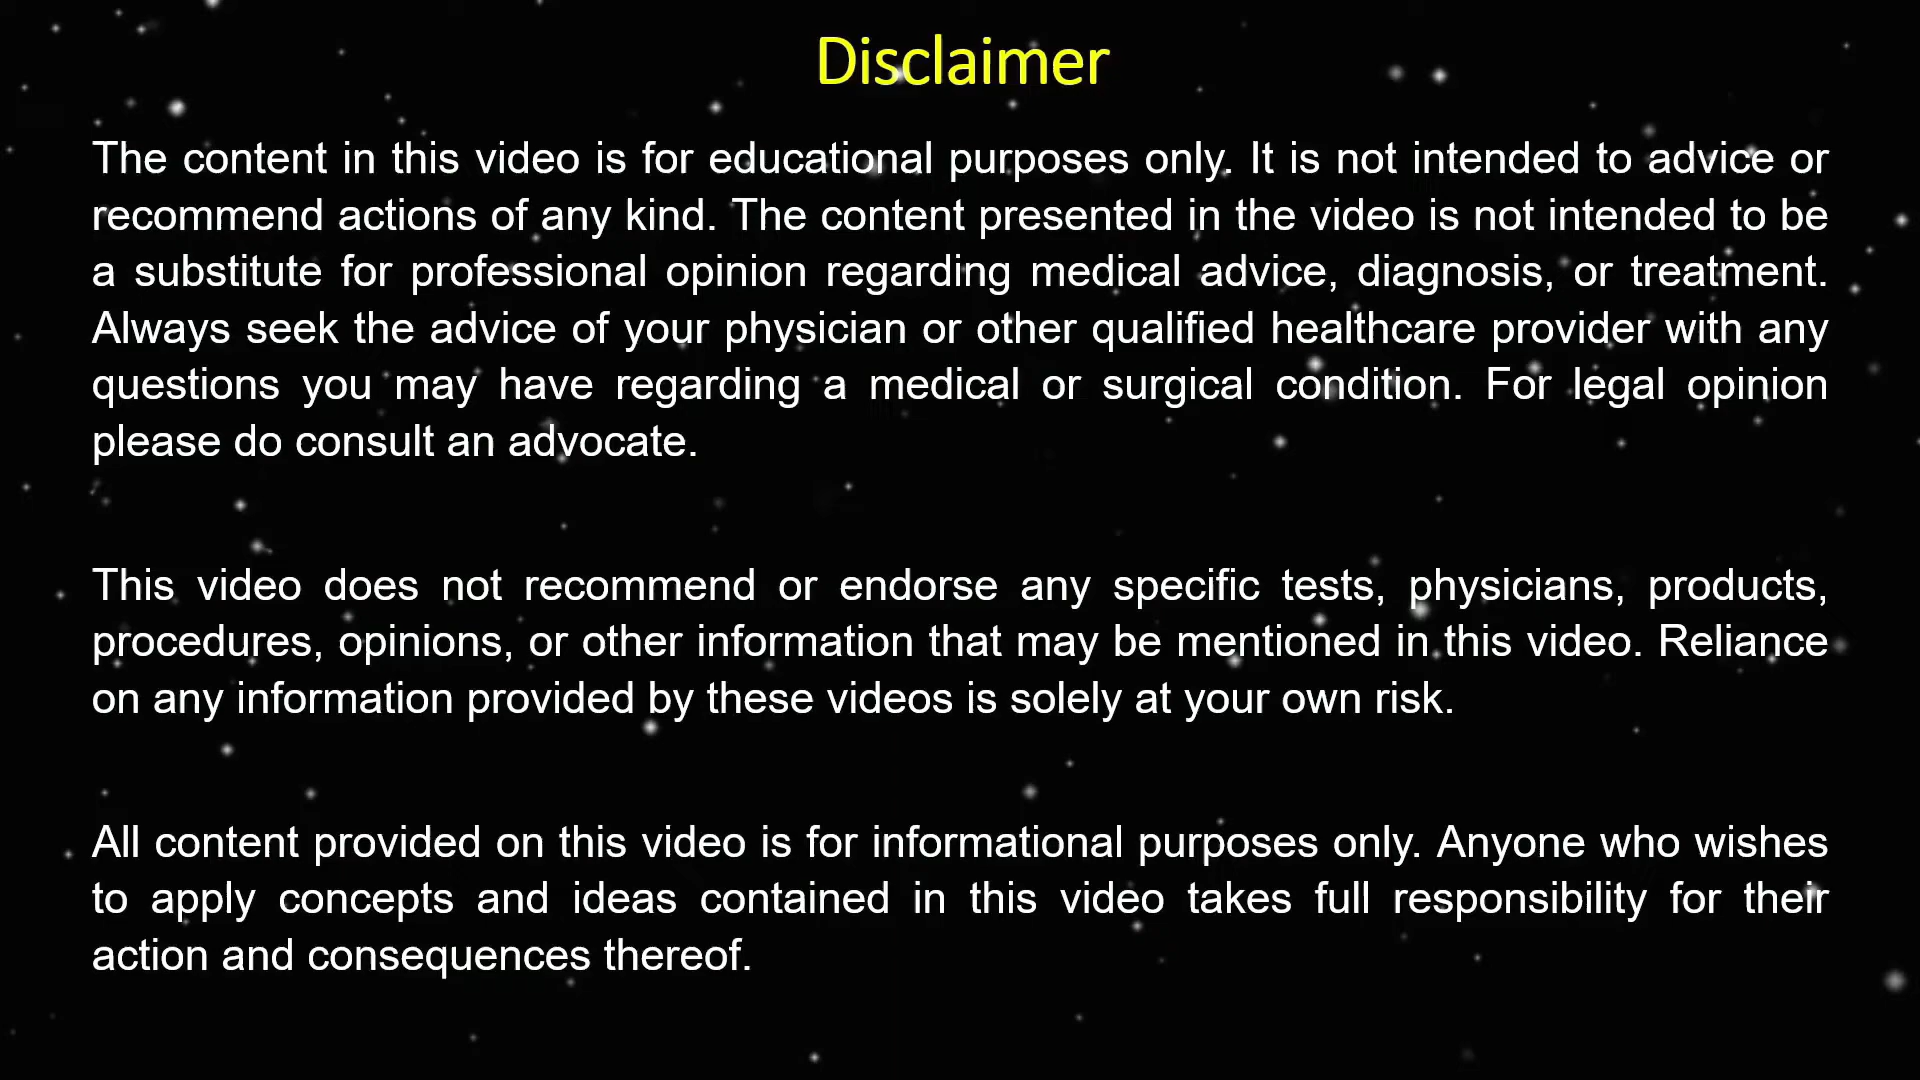 Disclaimer
The content in this video is for educational purposes only. It is not intended to advice or
recommend actions of any kind. The content presented in the video is not intended to be
a substitute for professional opinion regarding medical advice, diagnosis, or treatment.
Always seek the advice of your physician or other qualified healthcare provider with any
questions you may have regarding a medical or surgical condition. For legal opinion
please do consult an advocate.
This video does not recommend or endorse any specific tests, physicians, products,
procedures, opinions, or other information that may be mentioned in this video. Reliance
on any information provided by these videos is solely at your own risk.
All content provided on this video is for informational purposes only. Anyone who wishes
to apply concepts and ideas contained in this video takes full responsibility for their
action and consequences thereof.